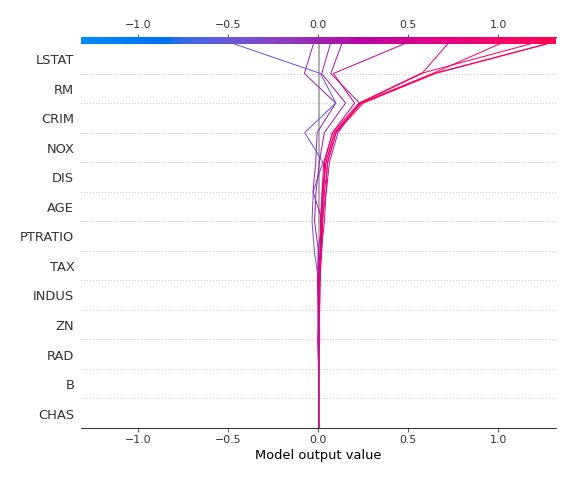 −1.0 −0.5 0.0 0.5 1.0
LSTAT
RM
CRIM
NOX
DIS
AGE
PTRATIO
TAX
INDUS
ZN
RAD
B
CHAS
−1.0 −0.5 0.0 0.5 1.0
Model output value